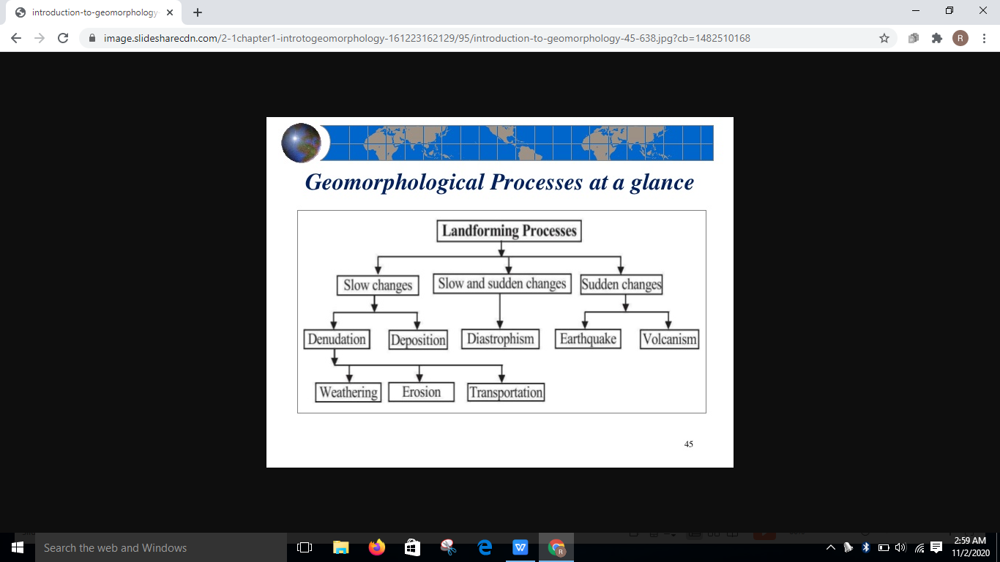 introduction-to-geomorphology-
image.slidesharecdn.com/2-1chapter1-introtogeomorphology-161223162129/95/introduction-to-geomorphology-45-638.jpg?cb=1482510168
R
Geomorphological Processes at a glance
Landforming Processes
Slow changes
Slow and sudden changes
Sudden changes
Denudation
Deposition
Diastrophism
Earthquake
Volcanism
Weathering
Erosion
Transportation
45
Search the web and Windows
W
R
2:59 AM
11/2/2020